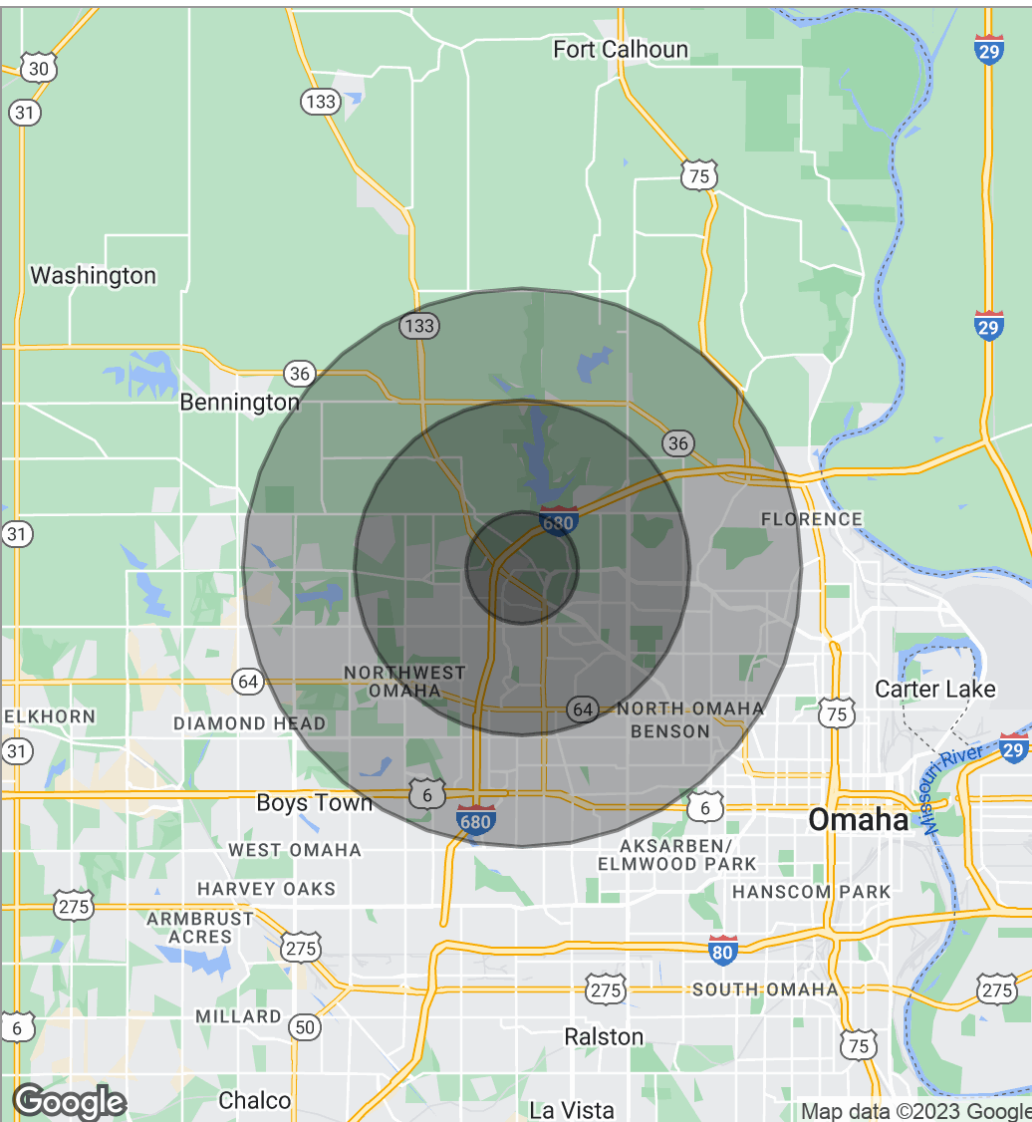 Fort Calhoun
29
30
133
31
75
Washington
133
29
36
Bennington
36
680
FLORENCE
31
NORTHWEST
OMAHA
64
Carter Lake
64
NORTH OMAHA
BENSON
75
ELKHORN
DIAMOND HEAD
31
29
Missouri River
6
Boys Town
6
680
Omaha
WEST OMAHA
AKSARBEN/
ELMWOOD PARK
HARVEY OAKS
HANSCOM PARK
275
ARMBRUST
ACRES
275
80
275
SOUTH OMAHA
275
MILLARD
50
6
Ralston
75
Google
Chalco
La Vista
Map data ©2023 Google